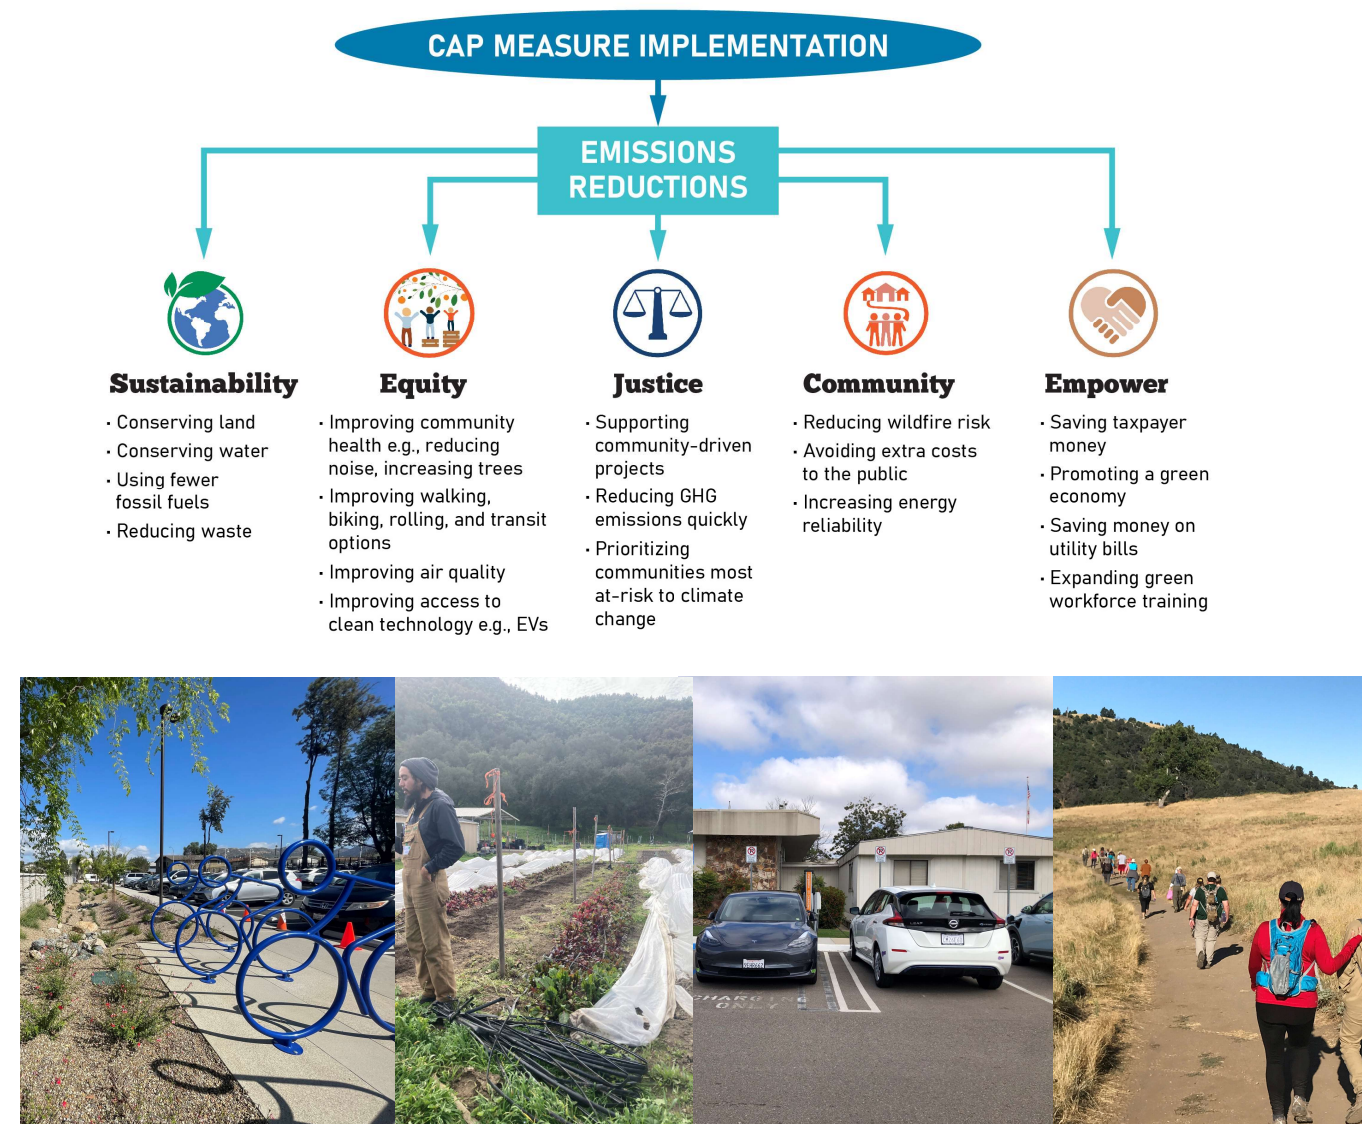 CAP MEASURE IMPLEMENTATION
EMISSIONS
REDUCTIONS
Sustainability
· Conserving land
· Conserving water
· Using fewer
fossil fuels
· Reducing waste
Equity
· Improving community
health e.g., reducing
noise, increasing trees
· Improving walking,
biking, rolling, and transit
options
· Improving air quality
· Improving access to
clean technology e.g., EVs
Justice
· Supporting
community-driven
projects
· Reducing GHG
emissions quickly
· Prioritizing
communities most
at-risk to climate
change
Community
· Reducing wildfire risk
· Avoiding extra costs
to the public
· Increasing energy
reliability
Empower
· Saving taxpayer
money
· Promoting a green
economy
· Saving money on
utility bills
· Expanding green
workforce training
CHARGING
ONLY